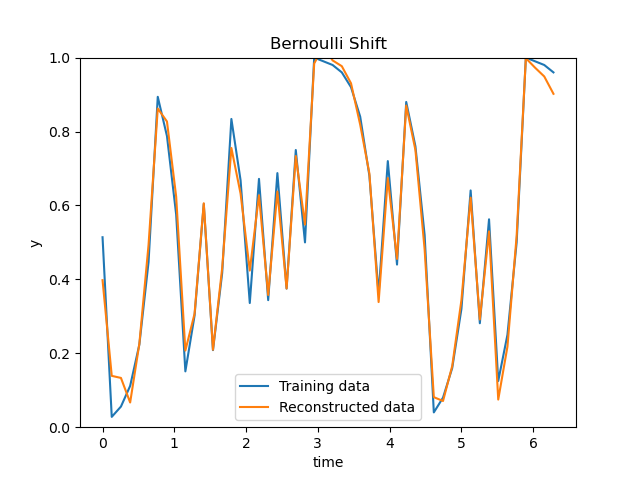 Bernoulli Shift
1.0
0.8
0.6
0.4
0.2
0.0
y
Training data
Reconstructed data
0 1 2 3 4 5 6
time